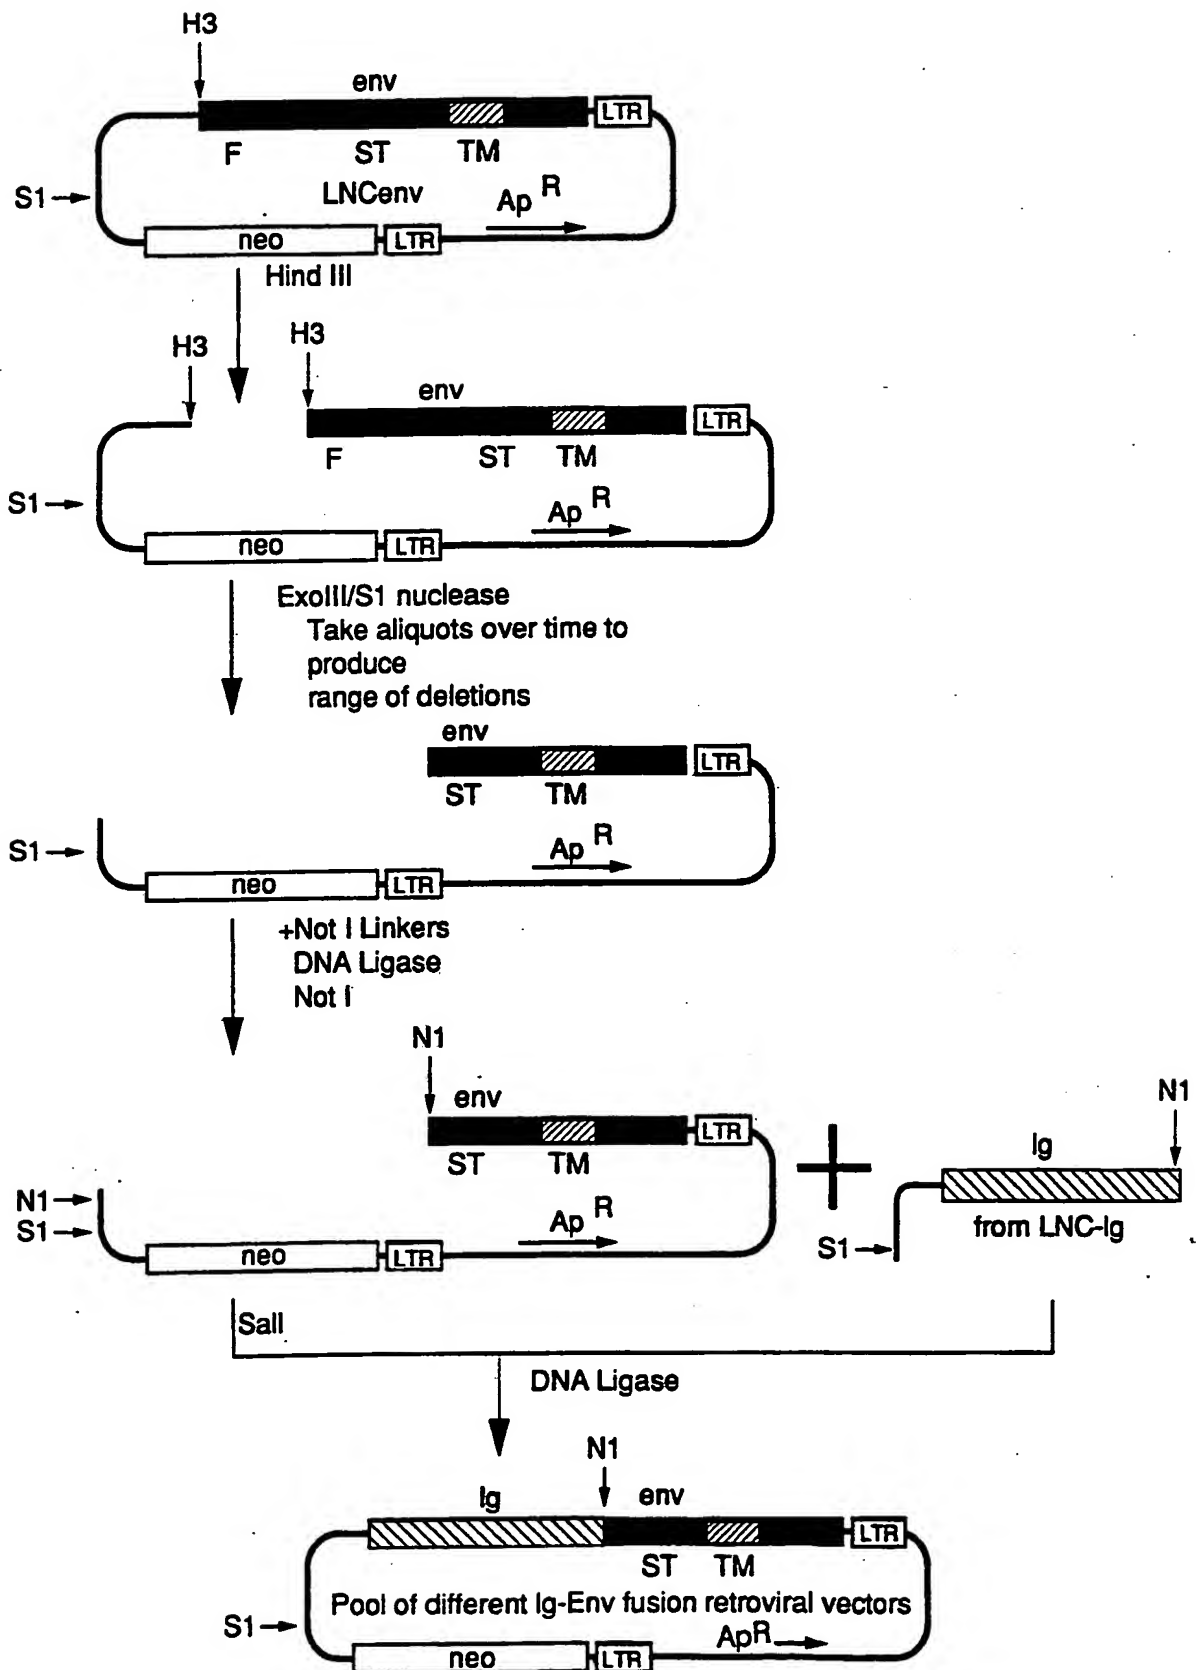 H3
env
LTR
F ST TM
S1
LNCenv
Ap R
neo LTR
Hind III
H3
H3
env
LTR
F ST TM
S1
Ap R
neo LTR
ExoIII/S1 nuclease
Take aliquots over time to
produce
range of deletions
env
LTR
ST TM
S1
Ap R
neo LTR
+Not I Linkers
DNA Ligase
Not I
N1
env
LTR
ST TM
N1
S1
Ap R
neo LTR
N1
Ig
from LNC-Ig
S1
SalI
DNA Ligase
N1
Ig env
LTR
ST TM
Pool of different Ig-Env fusion retroviral vectors
S1
ApR
neo LTR